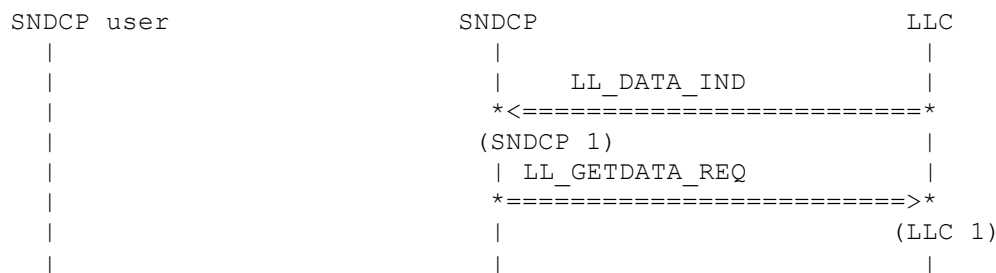 SNDCP user                  SNDCP                       LLC
  |                           |                          |
  |                           |    LL_DATA_IND           |
  |                           *<=========================*
  |                         (SNDCP 1)                    |
  |                           | LL_GETDATA_REQ           |
  |                           *=========================>*
  |                           |                        (LLC 1)
  |                           |                          |